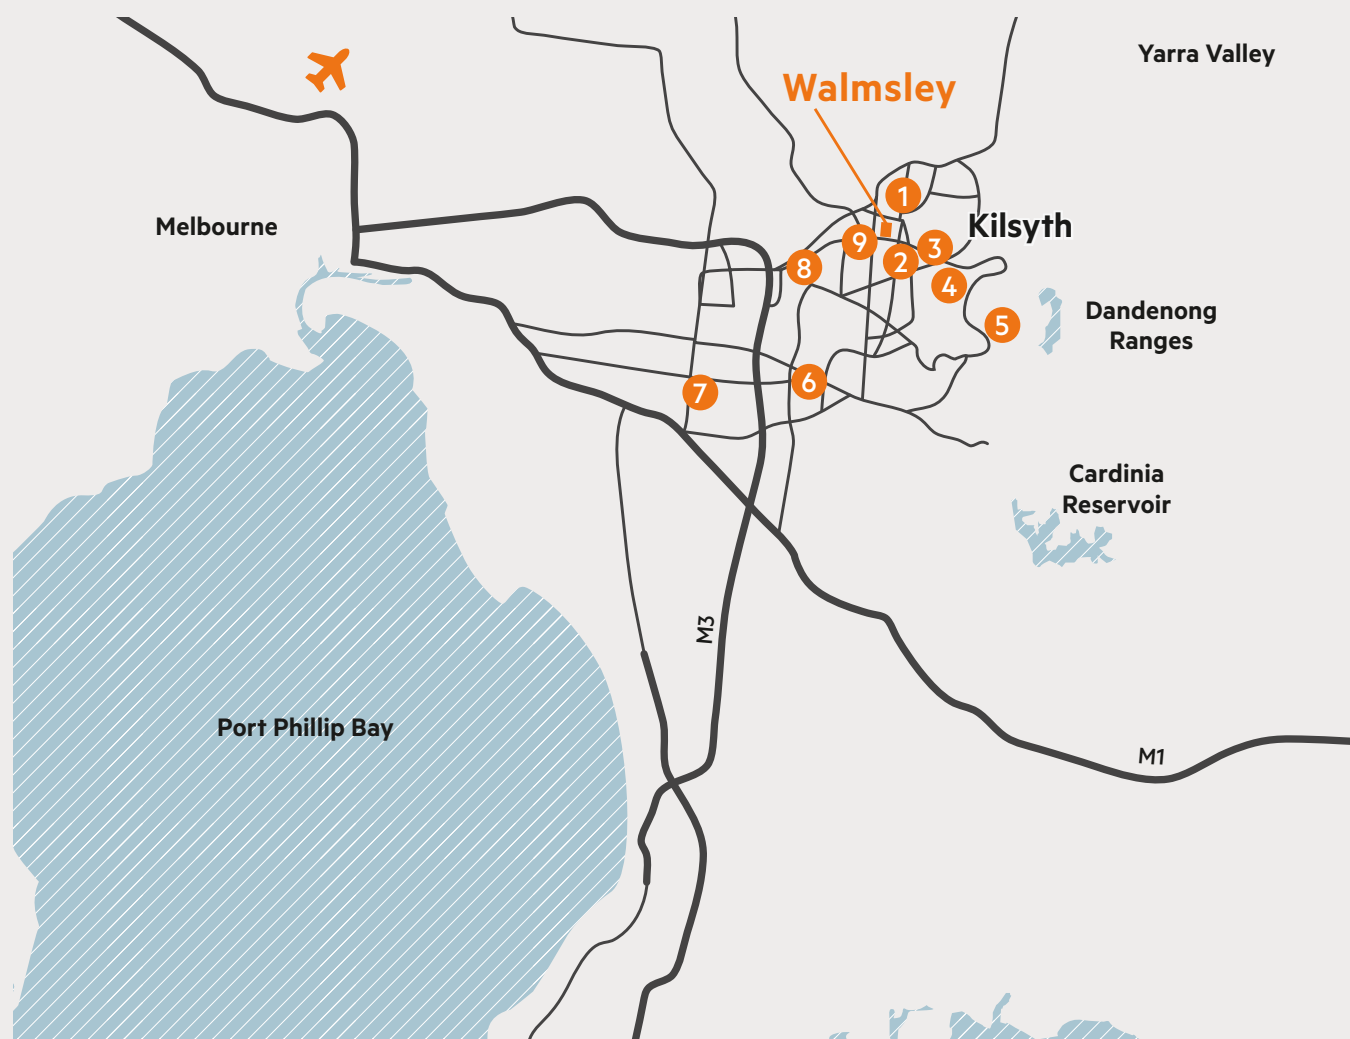 Yarra Valley
Walmsley
1
Melbourne
Kilsyth
9
3
2
8
4
Dandenong
Ranges
5
6
7
Cardinia
Reservoir
M3
Port Phillip Bay
M1